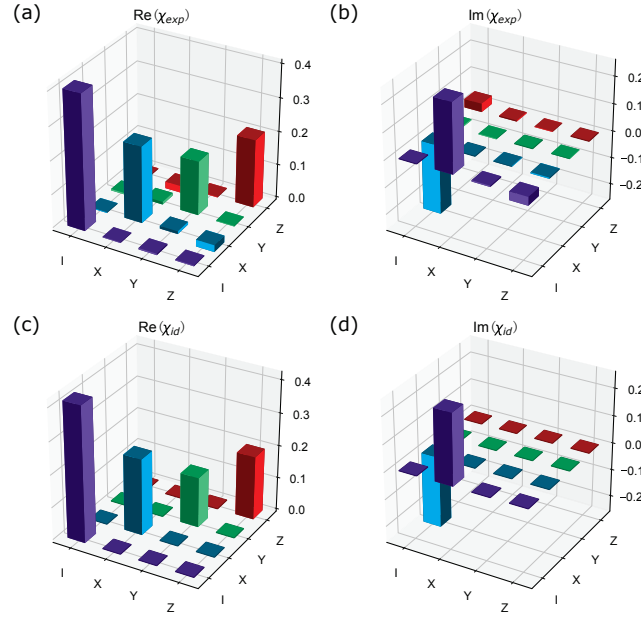 (a)
Re(χexp)
0.4
0.3
0.2
0.1
0.0
I
X
Y
Z
I
X
Y
Z
(b)
Im(χexp)
0.2
0.1
0.0
−0.1
−0.2
I
X
Y
Z
I
X
Y
Z
(c)
Re(χid)
0.4
0.3
0.2
0.1
0.0
I
X
Y
Z
I
X
Y
Z
(d)
Im(χid)
0.2
0.1
0.0
−0.1
−0.2
I
X
Y
Z
I
X
Y
Z